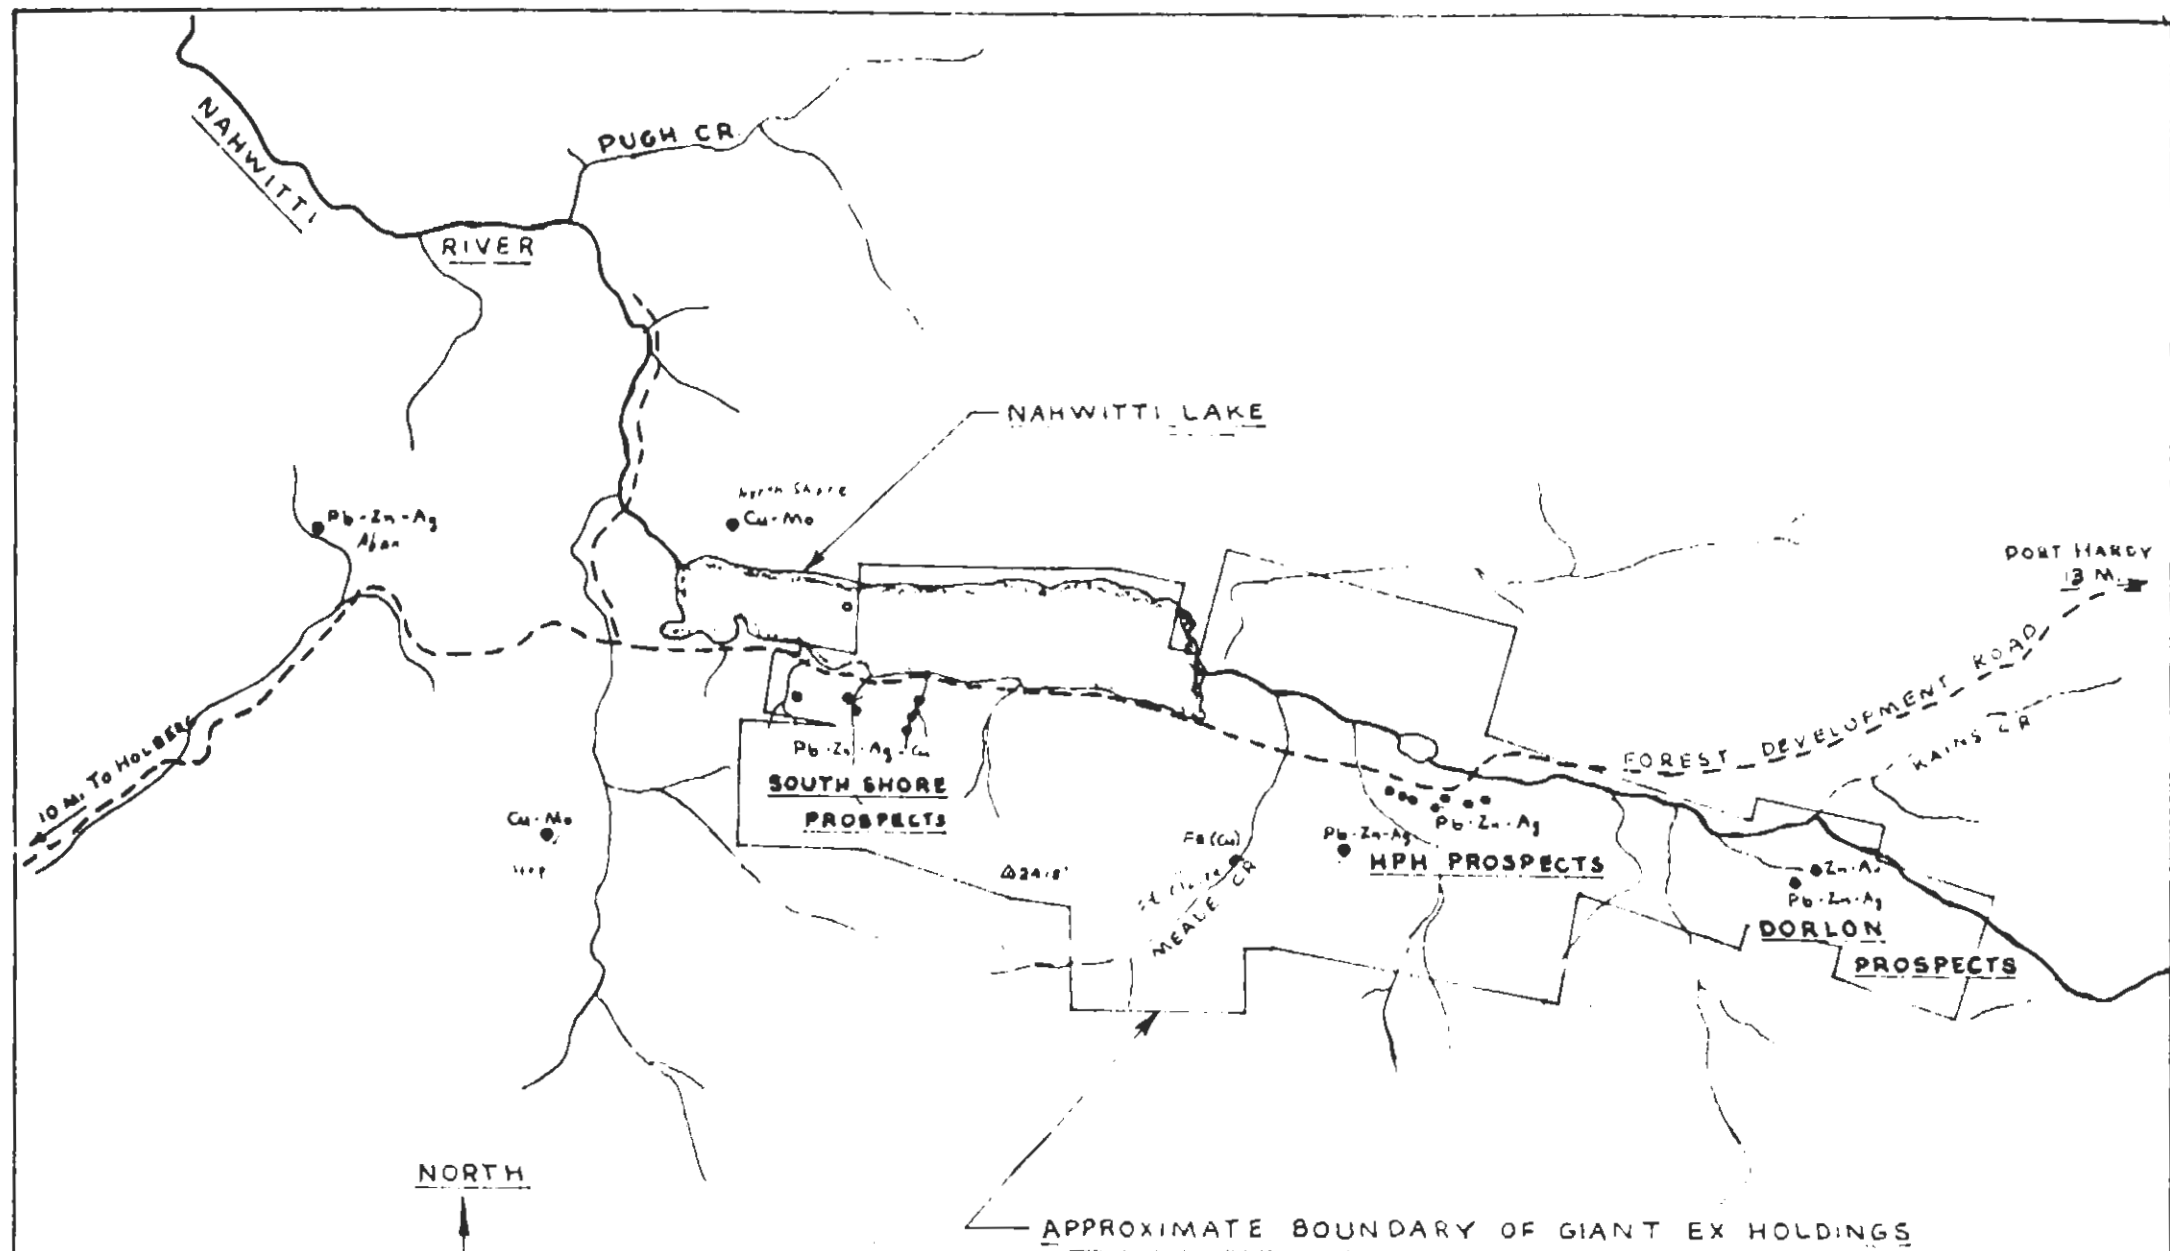 NAHWITTI
PUGH CR.
RIVER
NAHWITTI LAKE
North Shore
Cu-Mo
Pb-Zn-Ag
PORT HARDY
13 M.
FOREST DEVELOPMENT ROAD
KAINS CR
10 M. TO HOLBERG
Pb-Zn-Ag-Cu
SOUTH SHORE
PROSPECTS
Cu-Mo
Fe(Cu)
MEALE CR
Pb-Zn-Ag
Pb-Zn-Ag
HPH PROSPECTS
Zn-Ag
Pb-Zn-Ag
DORLON
PROSPECTS
NORTH
APPROXIMATE BOUNDARY OF GIANT EX HOLDINGS